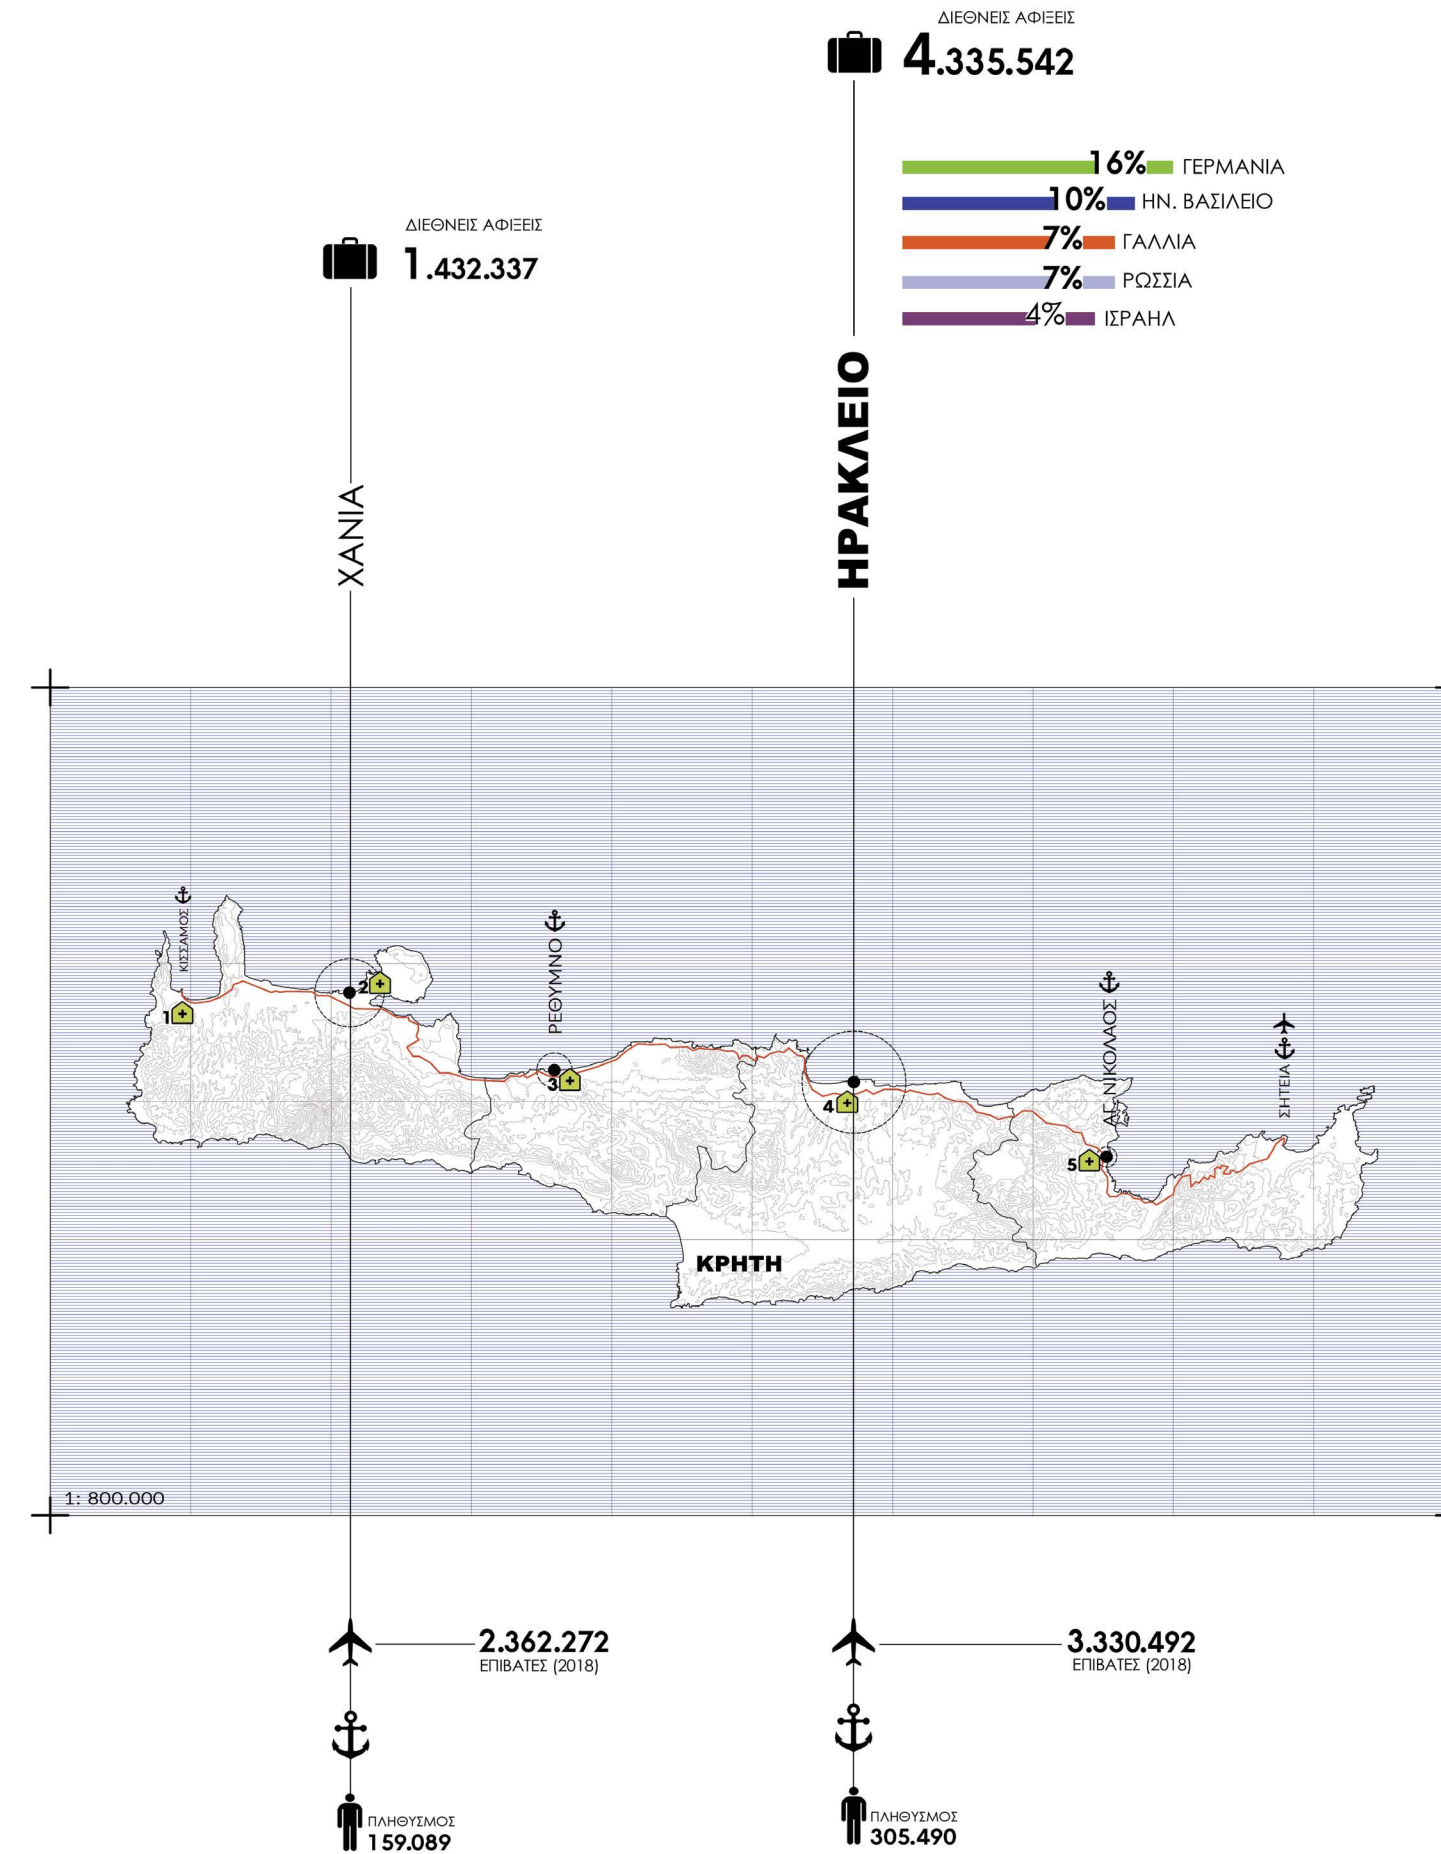 ΔΙΕΘΝΕΙΣ ΑΦΙΞΕΙΣ
4.335.542
16% ΓΕΡΜΑΝΙΑ
10% ΗΝ. ΒΑΣΙΛΕΙΟ
7% ΓΑΛΛΙΑ
7% ΡΩΣΣΙΑ
4% ΙΣΡΑΗΛ
ΔΙΕΘΝΕΙΣ ΑΦΙΞΕΙΣ
1.432.337
ΧΑΝΙΑ
ΗΡΑΚΛΕΙΟ
ΚΙΣΣΑΜΟΣ
ΡΕΘΥΜΝΟ
ΑΓ. ΝΙΚΟΛΑΟΣ
ΣΗΤΕΙΑ
1
2
3
4
5
ΚΡΗΤΗ
1: 800.000
2.362.272
ΕΠΙΒΑΤΕΣ (2018)
3.330.492
ΕΠΙΒΑΤΕΣ (2018)
ΠΛΗΘΥΣΜΟΣ
159.089
ΠΛΗΘΥΣΜΟΣ
305.490